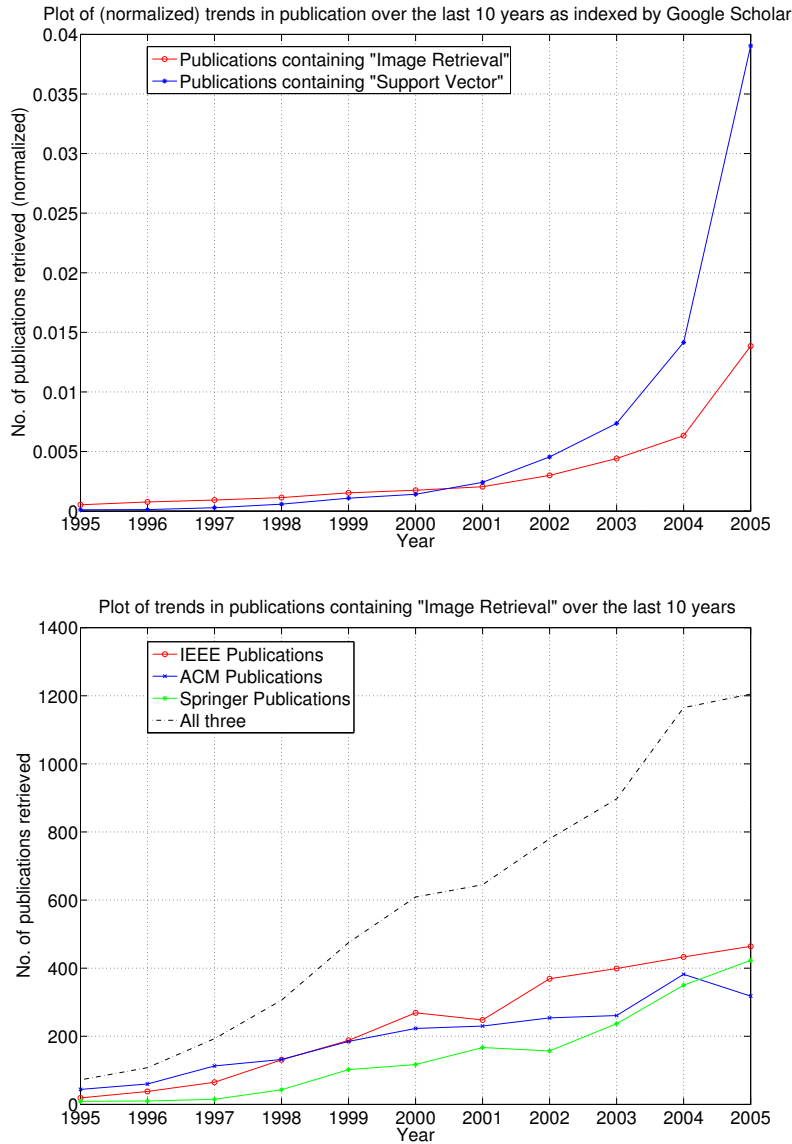 Plot of (normalized) trends in publication over the last 10 years as indexed by Google Scholar
0.04
Publications containing "Image Retrieval"
Publications containing "Support Vector"
0.035
0.03
0.025
0.02
0.015
0.01
0.005
0
No. of publications retrieved (normalized)
1995 1996 1997 1998 1999 2000 2001 2002 2003 2004 2005
Year
Plot of trends in publications containing "Image Retrieval" over the last 10 years
1400
IEEE Publications
ACM Publications
Springer Publications
All three
1200
1000
800
600
400
200
0
No. of publications retrieved
1995 1996 1997 1998 1999 2000 2001 2002 2003 2004 2005
Year